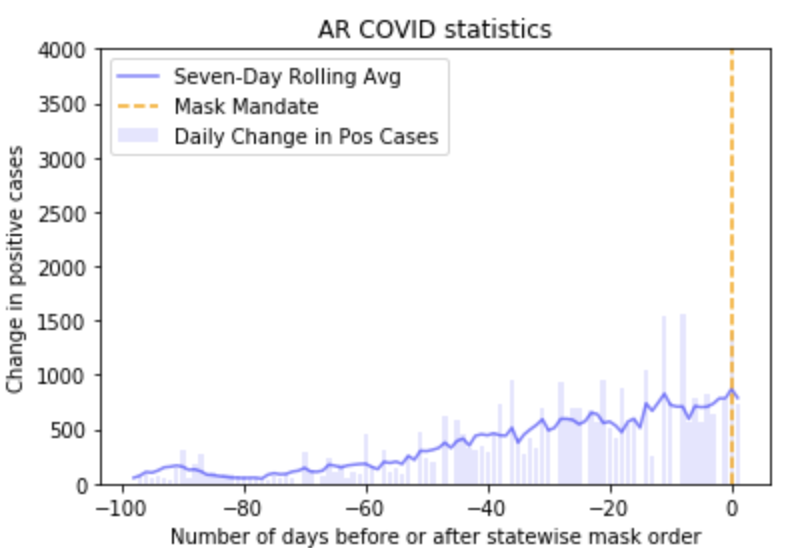 AR COVID statistics
4000
3500
3000
2500
2000
1500
1000
500
0
Change in positive cases
Seven-Day Rolling Avg
Mask Mandate
Daily Change in Pos Cases
−100 −80 −60 −40 −20 0
Number of days before or after statewise mask order